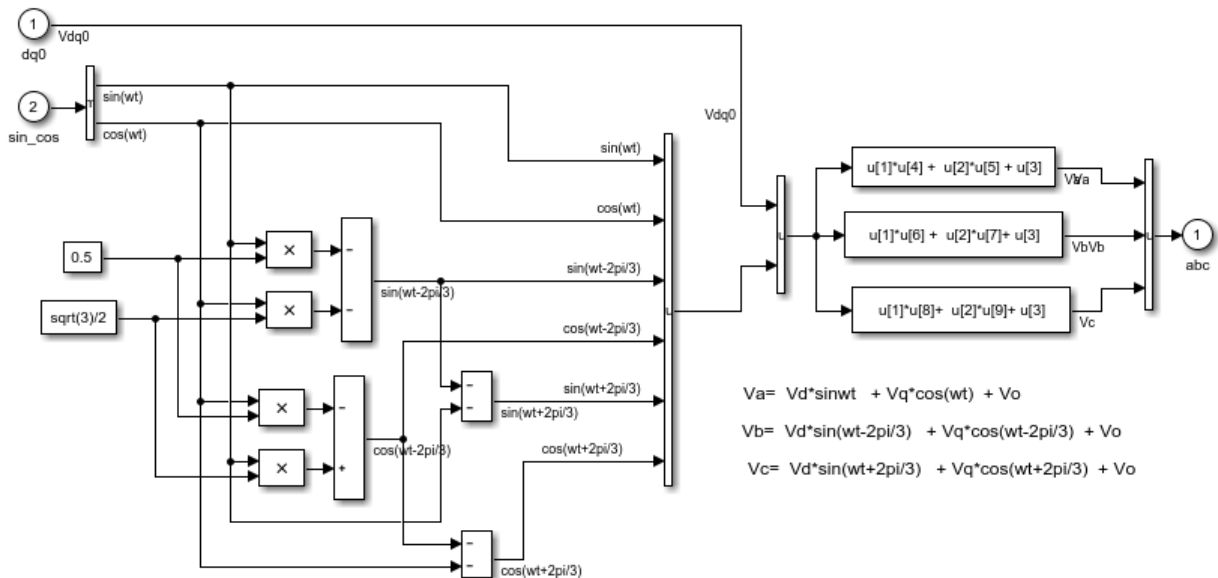 1
Vdq0
dq0
2
sin_cos
sin(wt)
cos(wt)
Vdq0
sin(wt)
cos(wt)
0.5
×
-
-
sin(wt-2pi/3)
sin(wt-2pi/3)
sqrt(3)/2
×
cos(wt-2pi/3)
×
-
+
cos(wt-2pi/3)
×
-
-
sin(wt+2pi/3)
sin(wt+2pi/3)
cos(wt+2pi/3)
-
-
cos(wt+2pi/3)
u[1]*u[4] + u[2]*u[5] + u[3]
Va
u[1]*u[6] + u[2]*u[7]+ u[3]
VbVb
u[1]*u[8]+ u[2]*u[9]+ u[3]
Vc
1
abc
Va= Vd*sinwt + Vq*cos(wt) + Vo
Vb= Vd*sin(wt-2pi/3) + Vq*cos(wt-2pi/3) + Vo
Vc= Vd*sin(wt+2pi/3) + Vq*cos(wt+2pi/3) + Vo